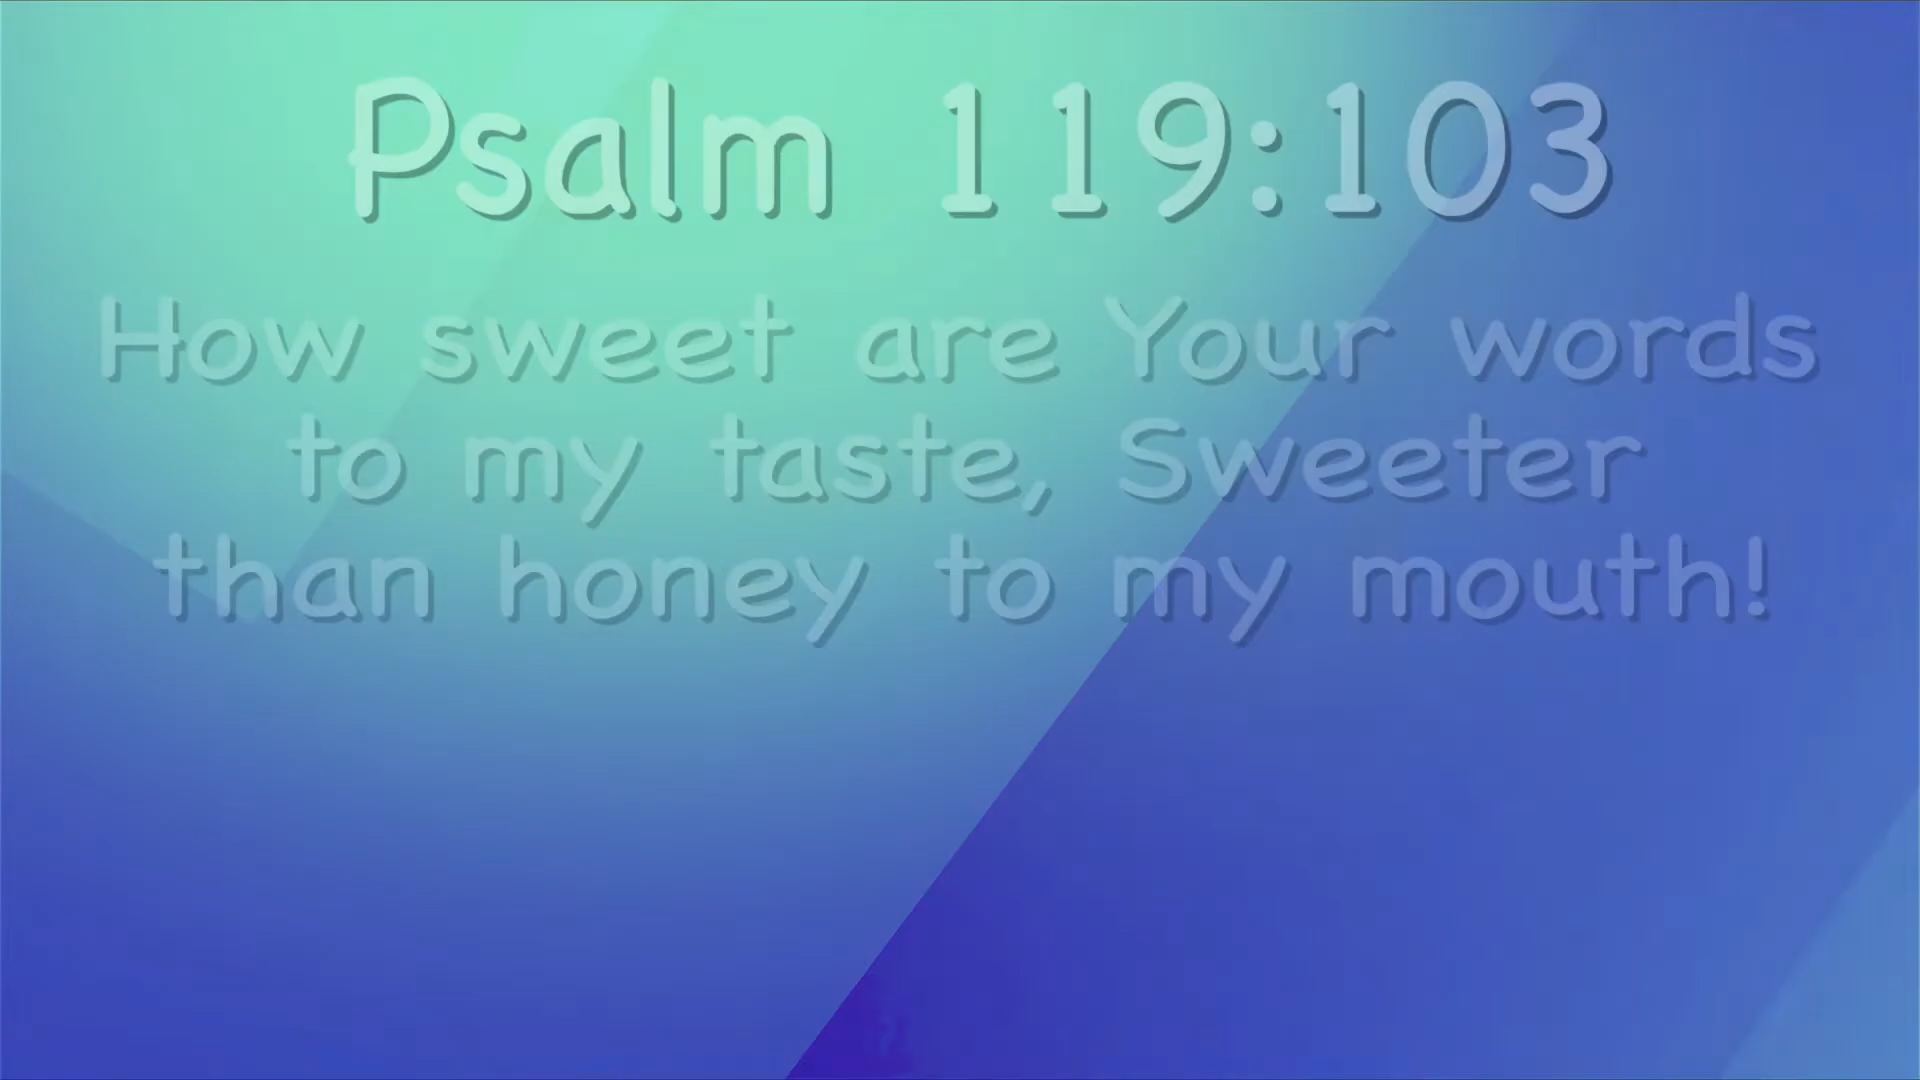 Psalm 119:103
How sweet are Your words
to my taste, Sweeter
than honey to my mouth!